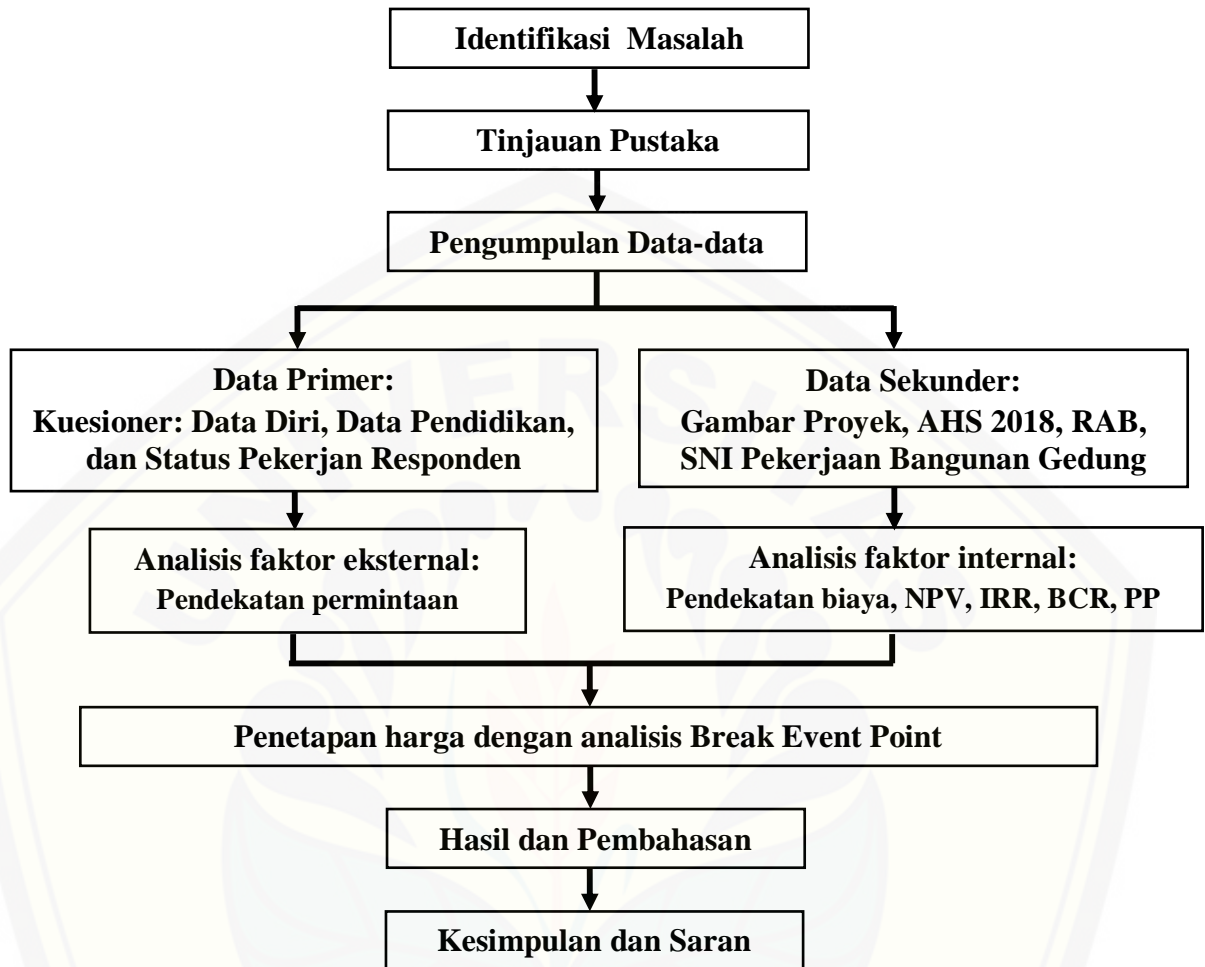 Identifikasi Masalah
Tinjauan Pustaka
Pengumpulan Data-data
Data Primer:
Kuesioner: Data Diri, Data Pendidikan,
dan Status Pekerjan Responden
Data Sekunder:
Gambar Proyek, AHS 2018, RAB,
SNI Pekerjaan Bangunan Gedung
Analisis faktor eksternal:
Pendekatan permintaan
Analisis faktor internal:
Pendekatan biaya, NPV, IRR, BCR, PP
Penetapan harga dengan analisis Break Event Point
Hasil dan Pembahasan
Kesimpulan dan Saran